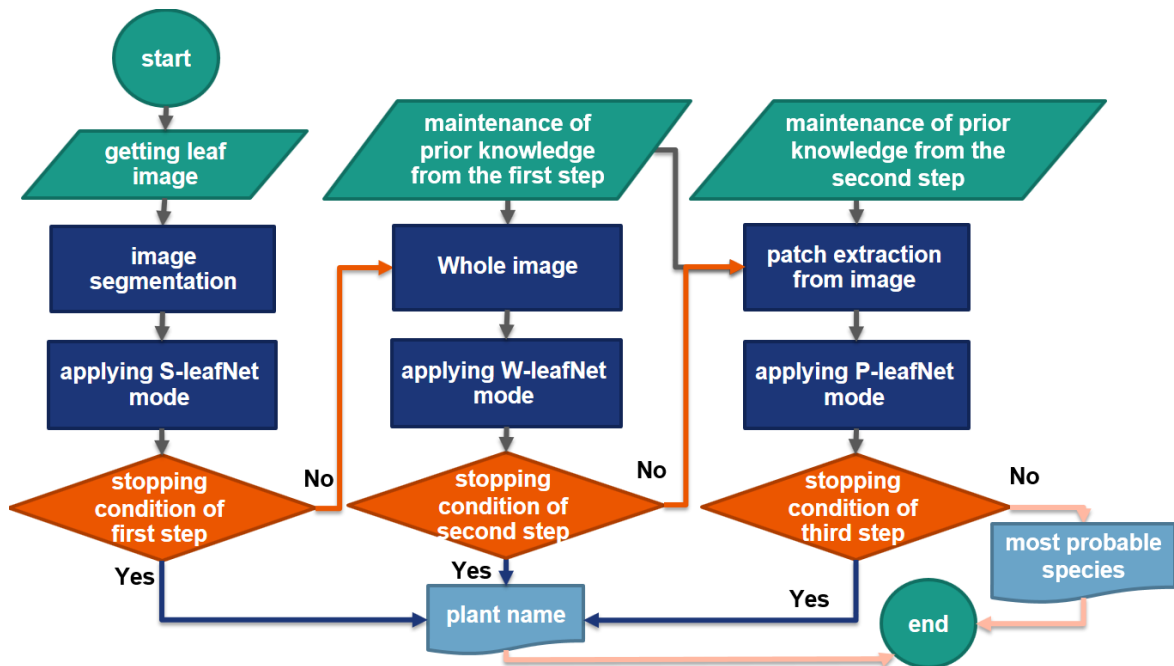 start
getting leaf
image
image
segmentation
applying S-leafNet
mode
stopping
condition of
first step
No
Yes
maintenance of
prior knowledge
from the first step
Whole image
applying W-leafNet
mode
stopping
condition of
second step
No
Yes
maintenance of prior
knowledge from the
second step
patch extraction
from image
applying P-leafNet
mode
stopping
condition of
third step
No
Yes
most probable
species
plant name
end